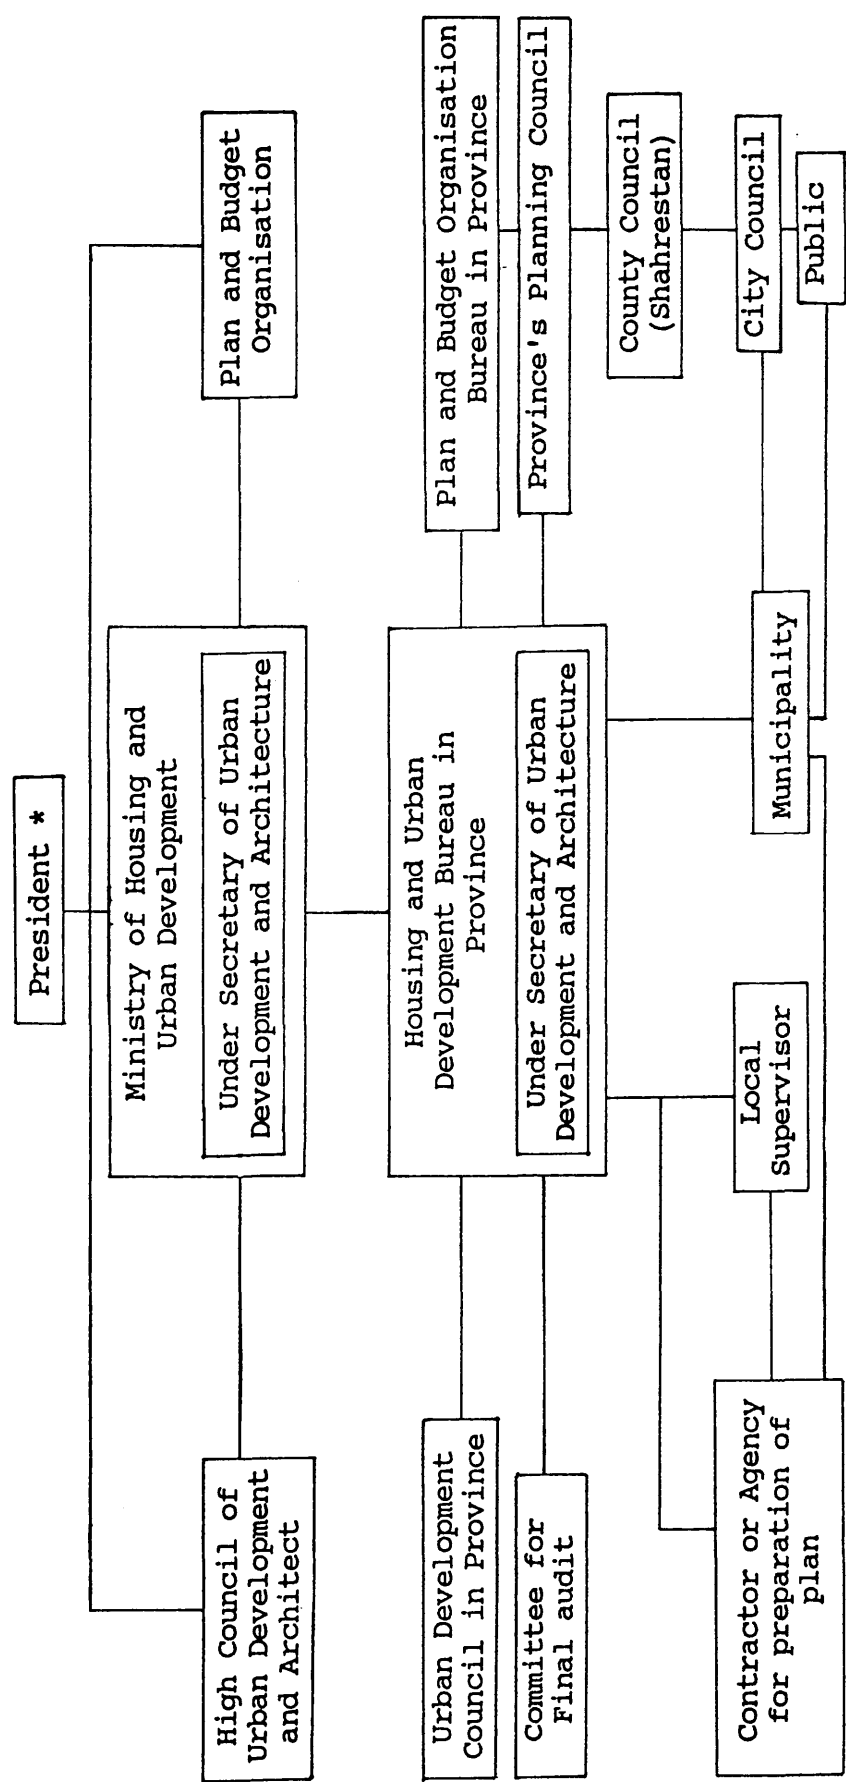 President *
Ministry of Housing and
Urban Development
Under Secretary of Urban
Development and Architecture
High Council of
Urban Development
and Architect
Plan and Budget
Organisation
Housing and Urban
Development Bureau in
Province
Under Secretary of Urban
Development and Architecture
Urban Development
Council in Province
Committee for
Final audit
Plan and Budget Organisation
Bureau in Province
Province's Planning Council
County Council
(Shahrestan)
City Council
Public
Municipality
Local
Supervisor
Contractor or Agency
for preparation of
plan